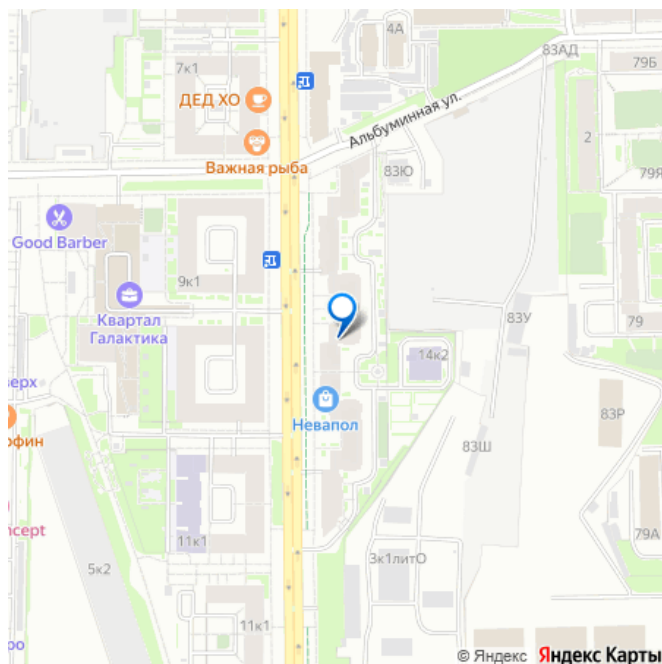 4А
83АД
79Б
7к1
ДЕД ХО
Альбуминная ул.
2
Важная рыба
83Ю
79Я
Good Barber
9к1
Квартал
Галактика
79
83У
14к2
ерх
Невапол
83Р
офин
83Ш
ncept
11к1
79А
3к1литО
5к2
11к1
ро
© Яндекс Яндекс Карты